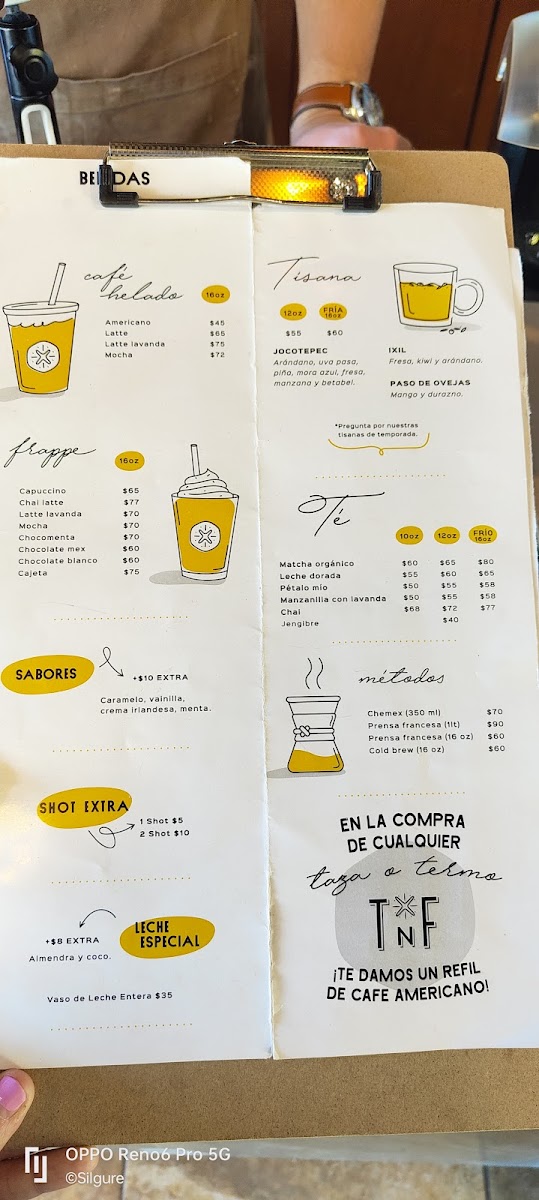 BEBIDAS
café
helado
16oz
Americano $45
Latte $65
Latte lavanda $75
Mocha $72
frappe
16oz
Capuccino $65
Chai latte $77
Latte lavanda $70
Mocha $70
Chocomenta $70
Chocolate mex $60
Chocolate blanco $60
Cajeta $75
SABORES
+$10 EXTRA
Caramelo, vainilla,
crema irlandesa, menta.
SHOT EXTRA
1 Shot $5
2 Shot $10
+$8 EXTRA
LECHE
ESPECIAL
Almendra y coco.
Vaso de Leche Entera $35
Tisana
12oz FRÍA 16oz
$55 $60
JOCOTEPEC
Arándano, uva pasa,
piña, mora azul, fresa,
manzana y betabel.
IXIL
Fresa, kiwi y arándano.
PASO DE OVEJAS
Mango y durazno.
*Pregunta por nuestras
tisanas de temporada.
Té
10oz 12oz FRÍO 16oz
Matcha orgánico $60 $65 $80
Leche dorada $55 $60 $65
Pétalo mío $50 $55 $58
Manzanilla con lavanda $50 $55 $58
Chai $68 $72 $77
Jengibre $40
métodos
Chemex (350 ml) $70
Prensa francesa (1lt) $90
Prensa francesa (16 oz) $60
Cold brew (16 oz) $60
EN LA COMPRA
DE CUALQUIER
taza o termo
TNF
¡TE DAMOS UN REFIL
DE CAFE AMERICANO!
OPPO Reno6 Pro 5G
©Silgure